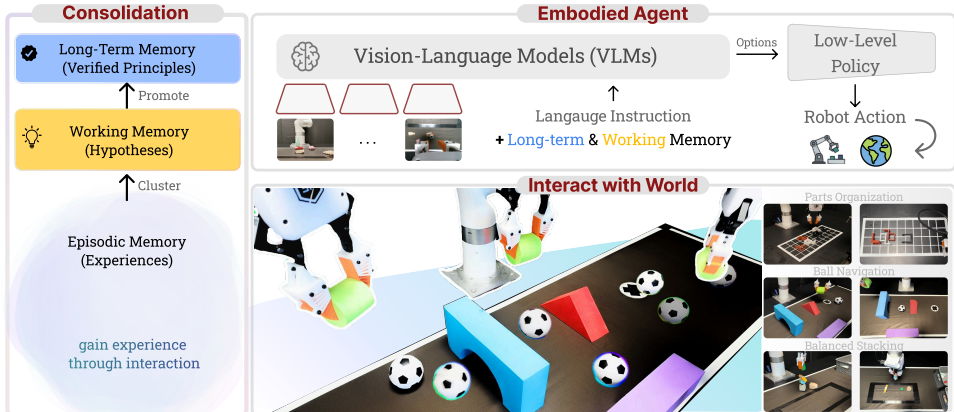 Consolidation
Long-Term Memory
(Verified Principles)
Promote
Working Memory
(Hypotheses)
Cluster
Episodic Memory
(Experiences)
gain experience
through interaction
Embodied Agent
Vision-Language Models (VLMs)
Options
Low-Level
Policy
...
Langauge Instruction
+ Long-term & Working Memory
Robot Action
Interact with World
Parts Organization
Ball Navigation
Balanced Stacking